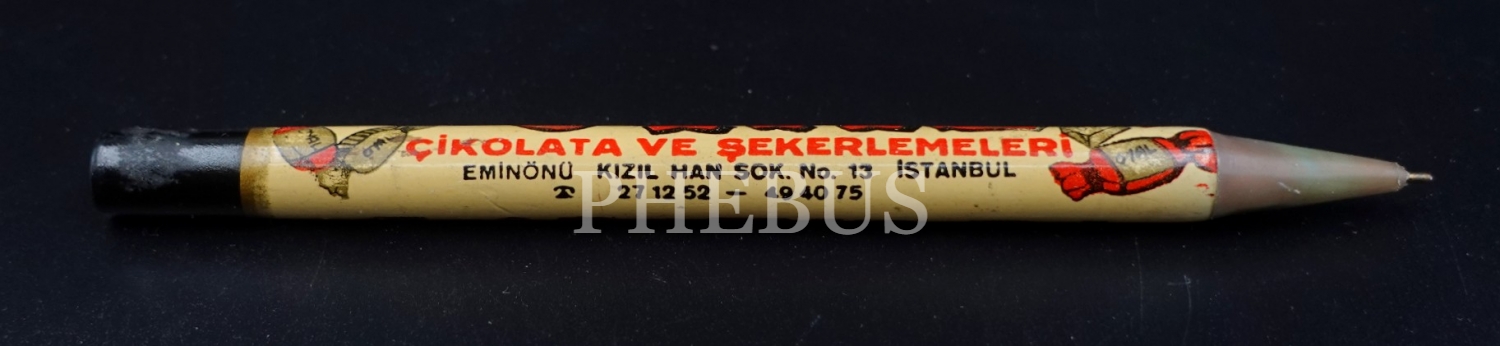 ÇİKOLATA VE ŞEKERLEMELERİ
EMİNÖNÜ KIZIL HAN SOK. No. 13 İSTANBUL
☎ 27 12 52 — 49 40 75
PHEBUS